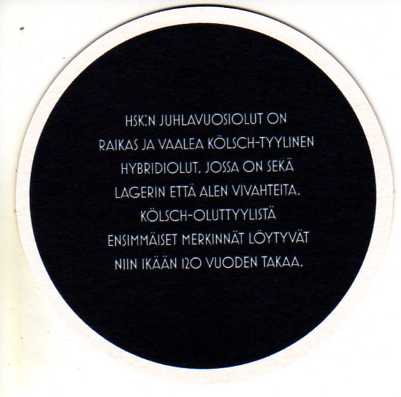 HSK:N JUHLAVUOSIOLUT ON
RAIKAS JA VAALEA KÖLSCH-TYYLINEN
HYBRIDIOLUT, JOSSA ON SEKÄ
LAGERIN ETTÄ ALEN VIVAHTEITA.
KÖLSCH-OLUTTYYLISTÄ
ENSIMMÄISET MERKINNÄT LÖYTYVÄT
NIIN IKÄÄN 120 VUODEN TAKAA.